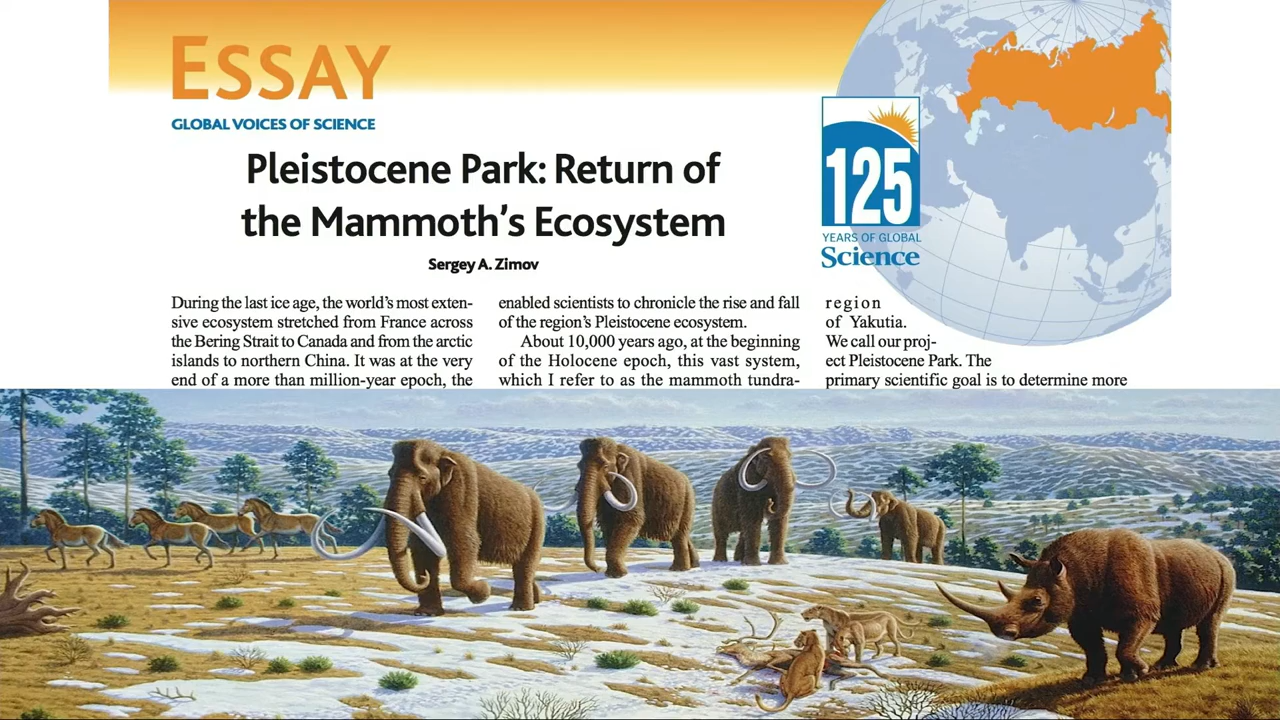 ESSAY
GLOBAL VOICES OF SCIENCE
Pleistocene Park: Return of
the Mammoth's Ecosystem
Sergey A. Zimov
125
YEARS OF GLOBAL
Science
During the last ice age, the world's most exten-
sive ecosystem stretched from France across
the Bering Strait to Canada and from the arctic
islands to northern China. It was at the very
end of a more than million-year epoch, the
enabled scientists to chronicle the rise and fall
of the region's Pleistocene ecosystem.
About 10,000 years ago, at the beginning
of the Holocene epoch, this vast system,
which I refer to as the mammoth tundra-
region
of Yakutia.
We call our proj-
ect Pleistocene Park. The
primary scientific goal is to determine more